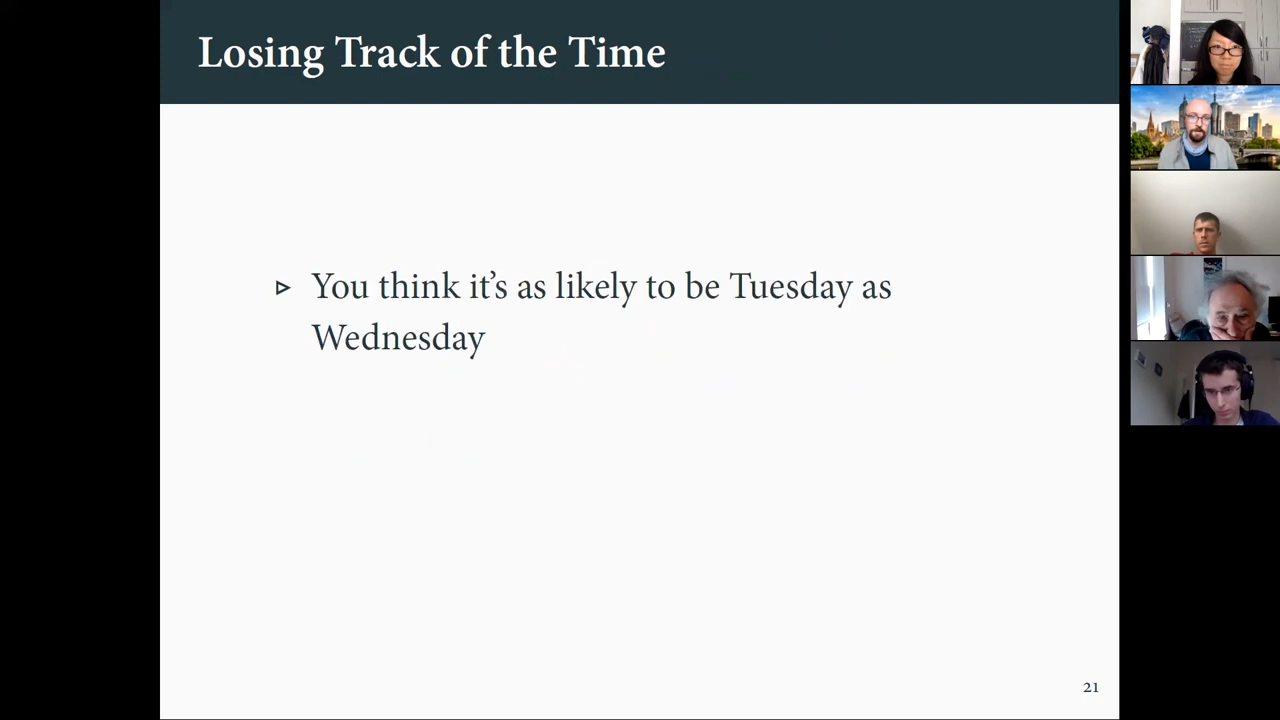 Losing Track of the Time
▹ You think it's as likely to be Tuesday as
Wednesday
21